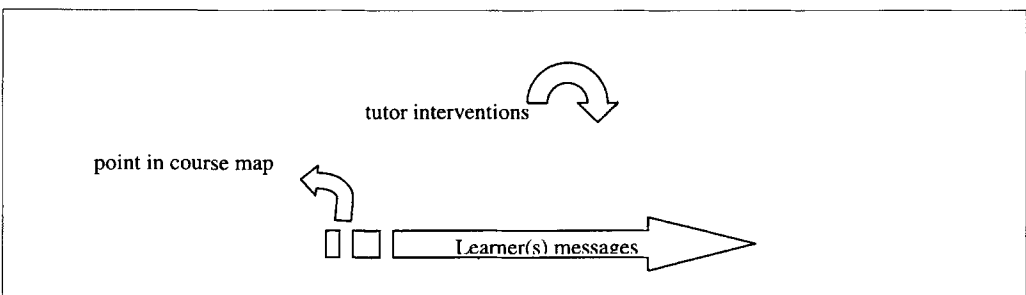 tutor interventions
point in course map
Learner(s) messages